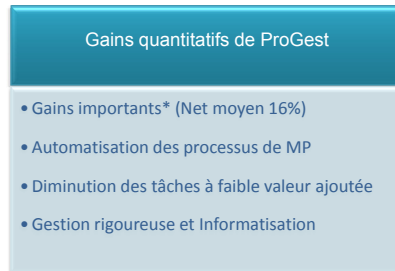 Gains quantitatifs de ProGest
• Gains importants* (Net moyen 16%)
• Automatisation des processus de MP
• Diminution des tâches à faible valeur ajoutée
• Gestion rigoureuse et Informatisation